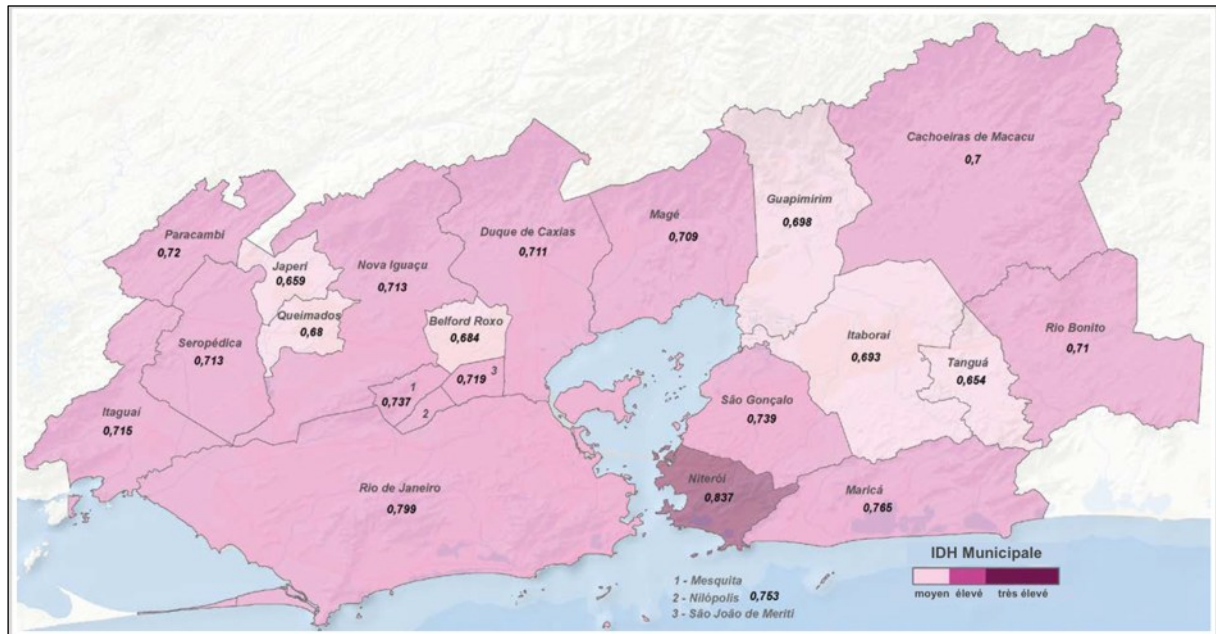 Cachoeiras de Macacu
0,7
Guapimirim
0,698
Magé
0,709
Duque de Caxias
0,711
Paracambi
0,72
Japeri
0,659
Nova Iguaçu
0,713
Queimados
0,68
Belford Roxo
0,684
Seropédica
0,713
Itaboraí
0,693
Tanguá
0,654
Rio Bonito
0,71
3
0,719
1
0,737
2
São Gonçalo
0,739
Itaguaí
0,715
Rio de Janeiro
0,799
Niterói
0,837
Maricá
0,765
IDH Municipale
moyen élevé très élevé
1 - Mesquita
2 - Nilópolis 0,753
3 - São João de Meriti